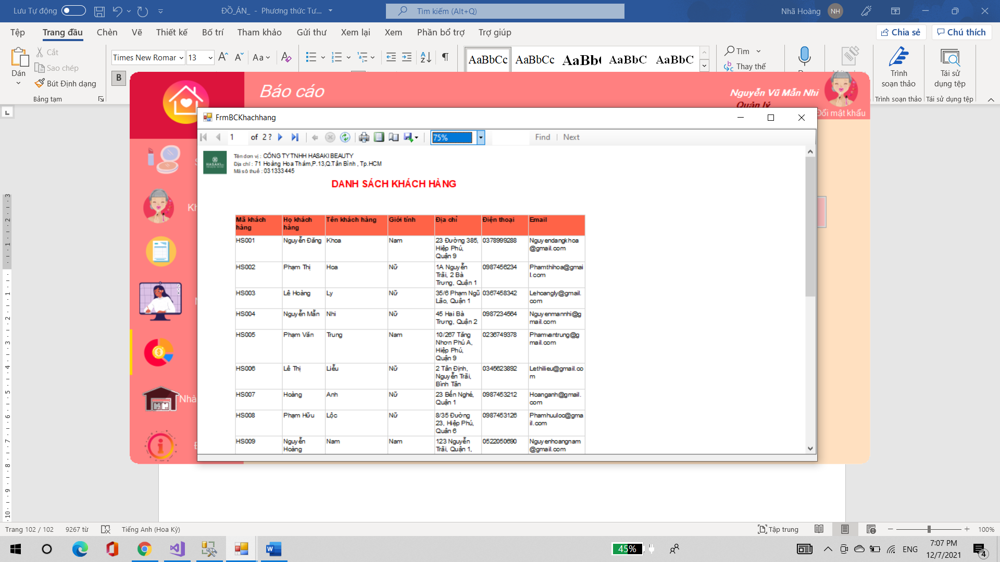 Lưu Tự động
ĐỒ_ÁN_ - Phương thức Tư...
Tìm kiếm (Alt+Q)
Nhã Hoàng
NH
Tệp
Trang đầu
Chèn
Vẽ
Thiết kế
Bố trí
Tham khảo
Gửi thư
Xem lại
Xem
Phần bổ trợ
Trợ giúp
Chia sẻ
Chú thích
Dán
Cắt
Sao chép
Bút Định dạng
Bảng tạm
Times New Romar
13
Aa
B
AaBbCc
AaBbCc
AaBb(
AaBbC
AaBbC
Tìm
Thay thế
Trình soạn thảo
Trình soạn thảo
Tái sử dụng tệp
Tái sử dụng tệp
Báo cáo
Nguyễn Vũ Mẫn Nhi
Quản lý
Đổi mật khẩu
FrmBCKhachhang
1 of 2 ?
75%
Find | Next
HASAKI
Tên đơn vị : CÔNG TY TNHH HASAKI BEAUTY
Địa chỉ : 71 Hoàng Hoa Thám,P.13,Q.Tân Bình , Tp.HCM
Mã số thuế : 031333445
DANH SÁCH KHÁCH HÀNG
Mã khách hàng Họ khách hàng Tên khách hàng Giới tính Địa chỉ Điện thoại Email
HS001 Nguyễn Đăng Khoa Nam 23 Đường 385, Hiệp Phú, Quận 9 0378999288 Nguyendangkhoa@gmail.com
HS002 Phạm Thị Hoa Nữ 1A Nguyễn Trãi, 2 Bà Trưng, Quận 1 0987456234 Phamthihoa@gmail.com
HS003 Lê Hoàng Ly Nữ 35/6 Phạm Ngũ Lão, Quận 1 0367458342 Lehoangly@gmail.com
HS004 Nguyễn Mẫn Nhi Nữ 45 Hai Bà Trưng, Quận 2 0987234564 Nguyenmannhi@gmail.com
HS005 Phạm Văn Trung Nam 10/267 Tăng Nhơn Phú A, Hiệp Phú, Quận 9 0236749378 Phamvantrung@gmail.com
HS006 Lê Thị Liễu Nữ 2 Tân Định, Nguyễn Trãi, Bình Tân 0345623892 Lethilieu@gmail.com
HS007 Hoàng Anh Nữ 23 Bến Nghé, Quận 1 0987453212 Hoanganh@gmail.com
HS008 Phạm Hữu Lộc Nữ 8/35 Đường 23, Hiệp Phú, Quận 6 0987453126 Phamhuuloc@gmail.com
HS009 Nguyễn Hoàng Nam Nam 123 Nguyễn Trãi, Quận 1, 0522050690 Nguyenhoangnam@gmail.com
Kh
Nhà
Trang 102 / 102
9267 từ
Tiếng Anh (Hoa Kỳ)
Tập trung
100%
45%
ENG
7:07 PM
12/7/2021
4